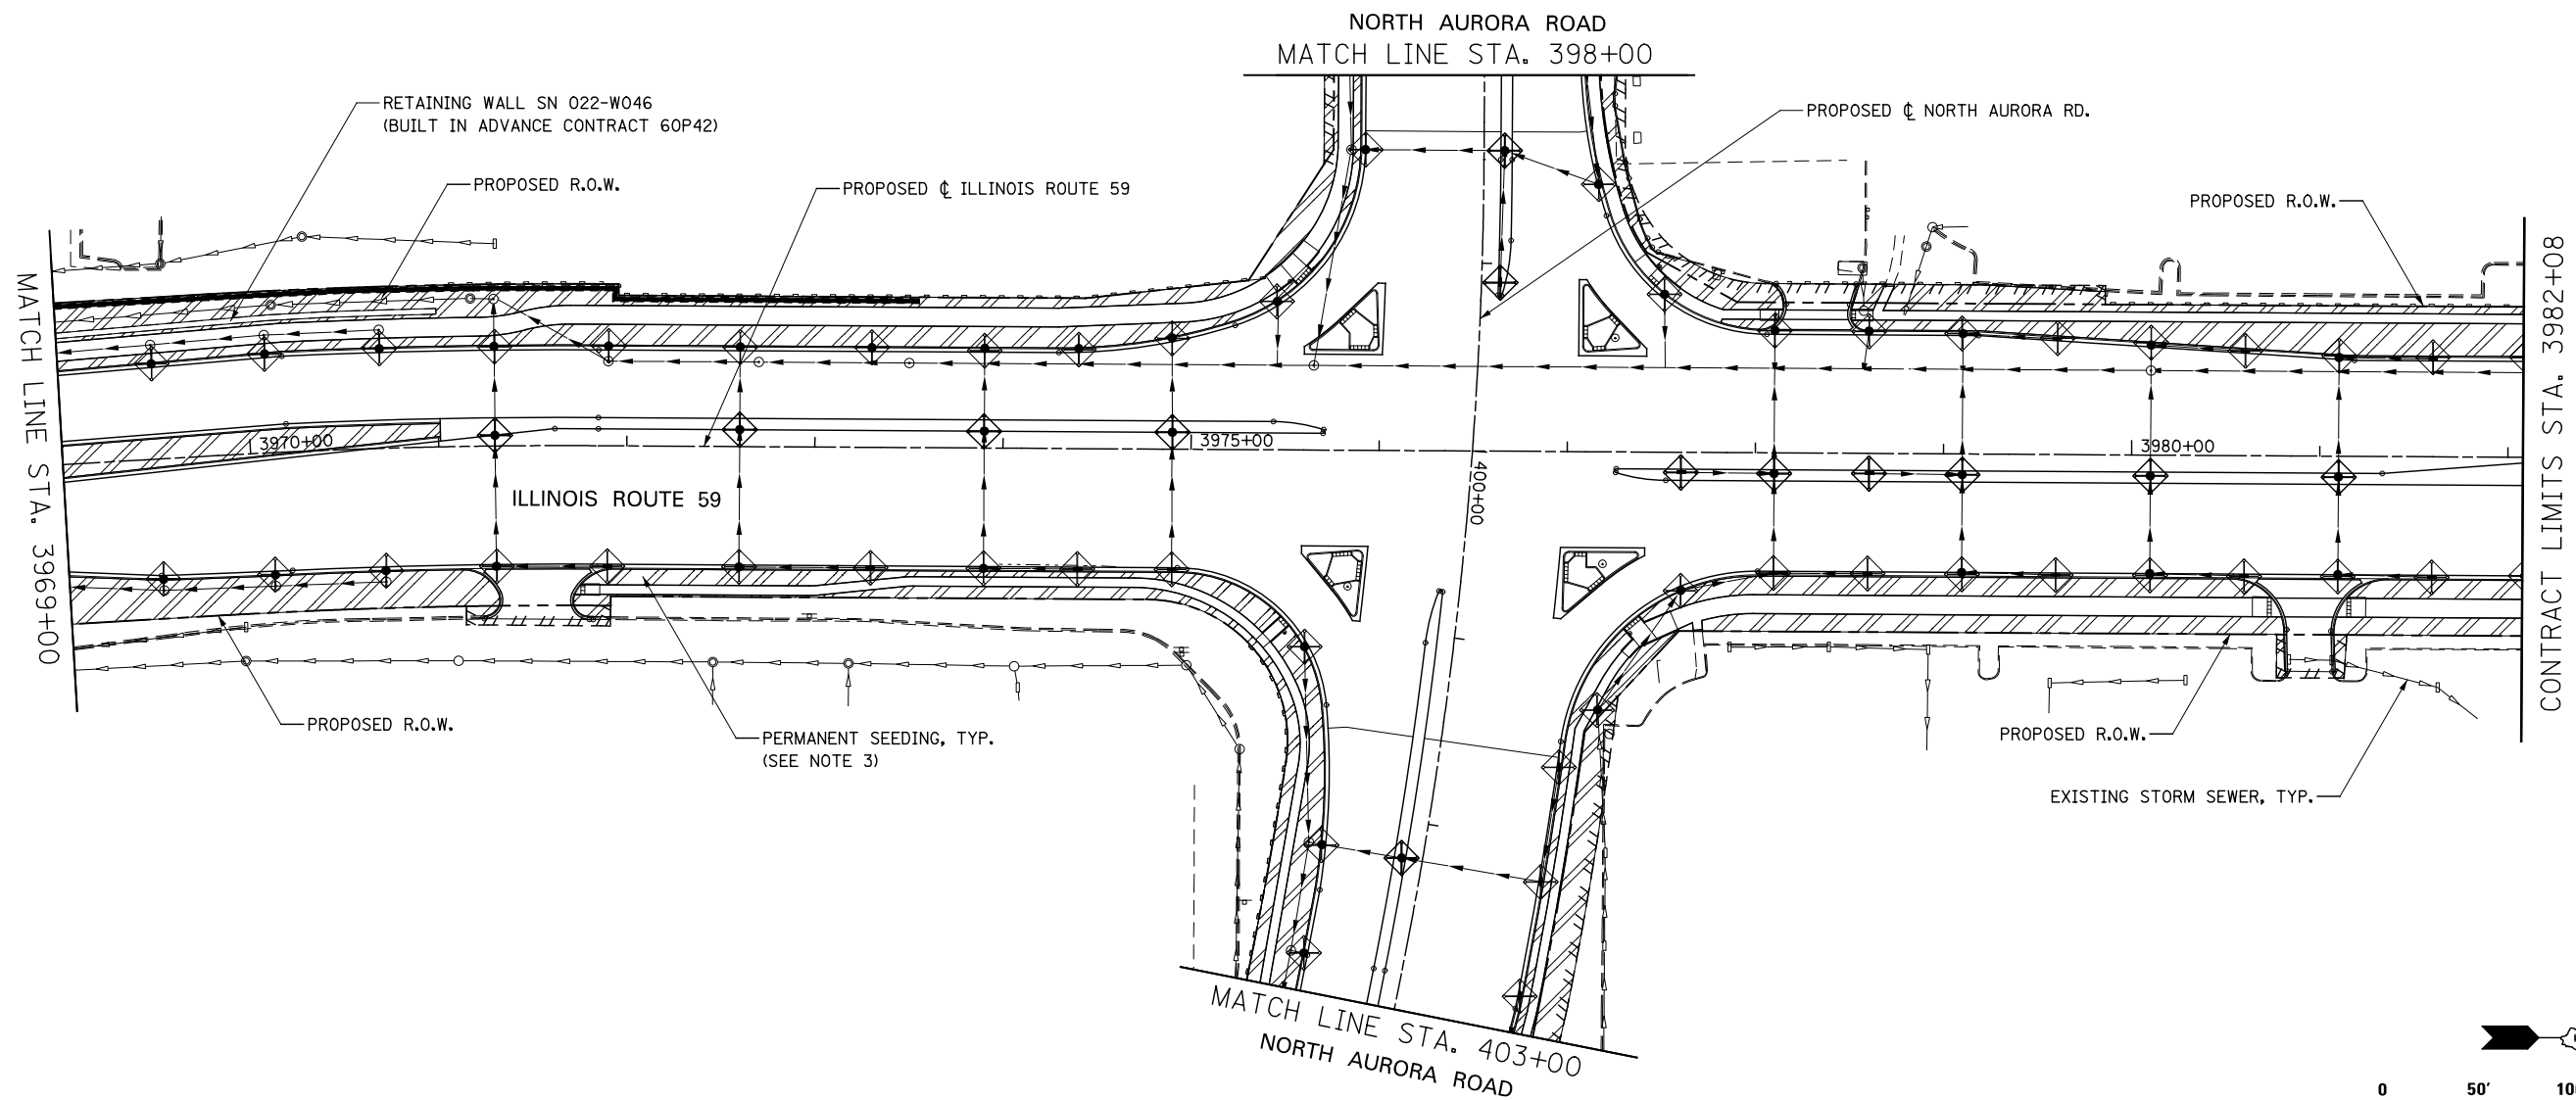 NORTH AURORA ROAD
MATCH LINE STA. 398+00
RETAINING WALL SN 022-W046
(BUILT IN ADVANCE CONTRACT 60P42)
PROPOSED ℄ NORTH AURORA RD.
PROPOSED R.O.W.
PROPOSED ℄ ILLINOIS ROUTE 59
PROPOSED R.O.W.
MATCH LINE STA. 3969+00
CONTRACT LIMITS STA. 3982+08
3970+00
3975+00
3980+00
400+00
ILLINOIS ROUTE 59
PROPOSED R.O.W.
PERMANENT SEEDING, TYP.
(SEE NOTE 3)
PROPOSED R.O.W.
EXISTING STORM SEWER, TYP.
MATCH LINE STA. 403+00
NORTH AURORA ROAD
0 50'